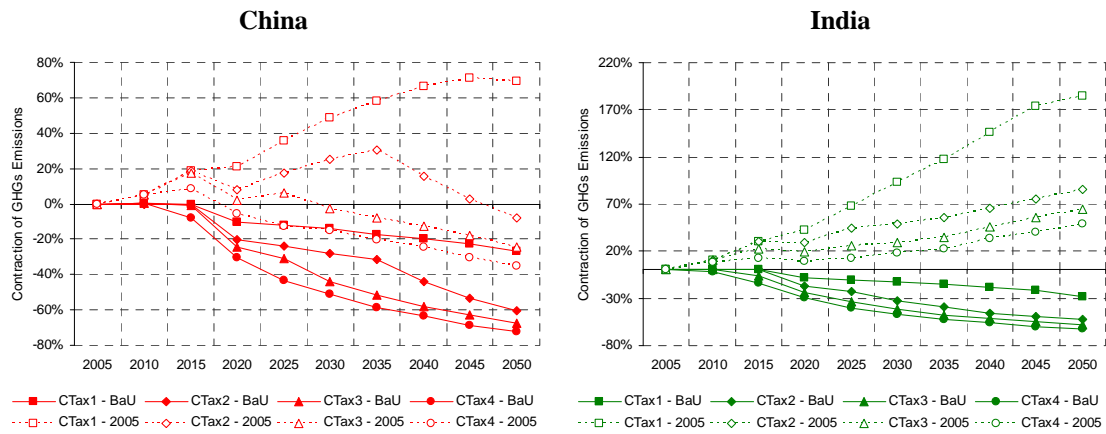 China
Contraction of GHGs Emissions
80%
60%
40%
20%
0%
-20%
-40%
-60%
-80%
2005 2010 2015 2020 2025 2030 2035 2040 2045 2050
CTax1 - BaU CTax2 - BaU CTax3 - BaU CTax4 - BaU
CTax1 - 2005 CTax2 - 2005 CTax3 - 2005 CTax4 - 2005
India
Contraction of GHGs Emissions
220%
170%
120%
70%
20%
-30%
-80%
2005 2010 2015 2020 2025 2030 2035 2040 2045 2050
CTax1 - BaU CTax2 - BaU CTax3 - BaU CTax4 - BaU
CTax1 - 2005 CTax2 - 2005 CTax3 - 2005 CTax4 - 2005